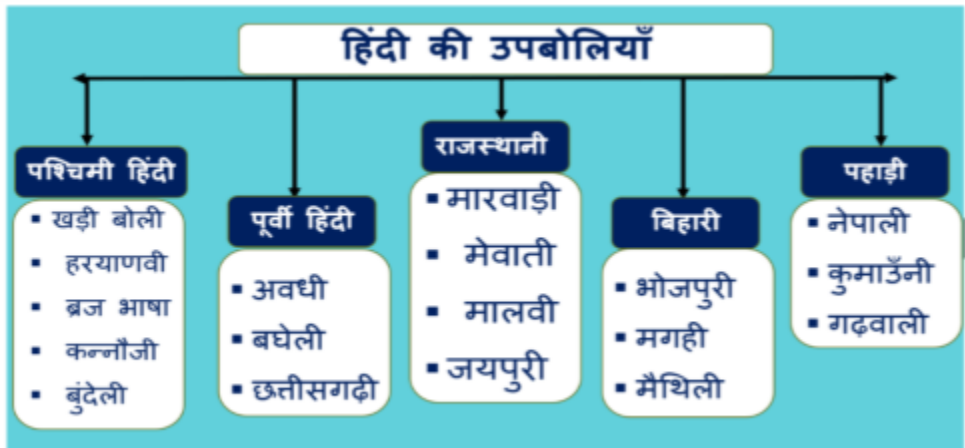 हिंदी की उपबोलियाँ
पश्चिमी हिंदी
खड़ी बोली
हरयाणवी
ब्रज भाषा
कन्नौजी
बुंदेली
पूर्वी हिंदी
अवधी
बघेली
छत्तीसगढ़ी
राजस्थानी
मारवाड़ी
मेवाती
मालवी
जयपुरी
बिहारी
भोजपुरी
मगही
मैथिली
पहाड़ी
नेपाली
कुमाउँनी
गढ़वाली